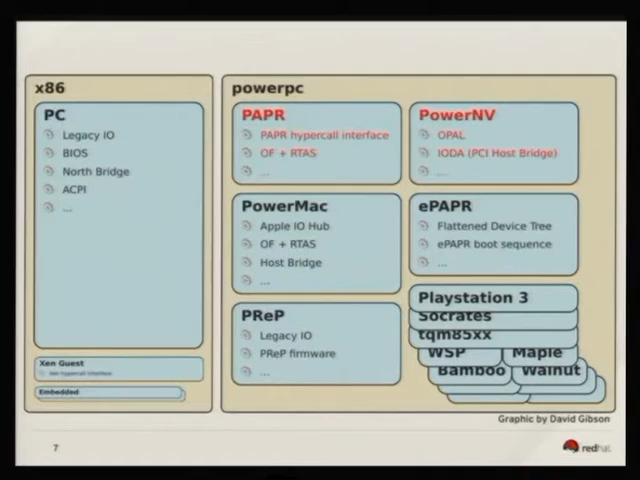 x86
PC
Legacy IO
BIOS
North Bridge
ACPI
...
Xen Guest
Xen hypercall interface
Embedded
powerpc
PAPR
PAPR hypercall interface
OF + RTAS
...
PowerNV
OPAL
IODA (PCI Host Bridge)
...
PowerMac
Apple IO Hub
OF + RTAS
Host Bridge
...
ePAPR
Flattened Device Tree
ePAPR boot sequence
...
PReP
Legacy IO
PReP firmware
...
Playstation 3
Socrates
tqm85xx
WSP
Maple
Bamboo
Walnut
Graphic by David Gibson
7
redhat